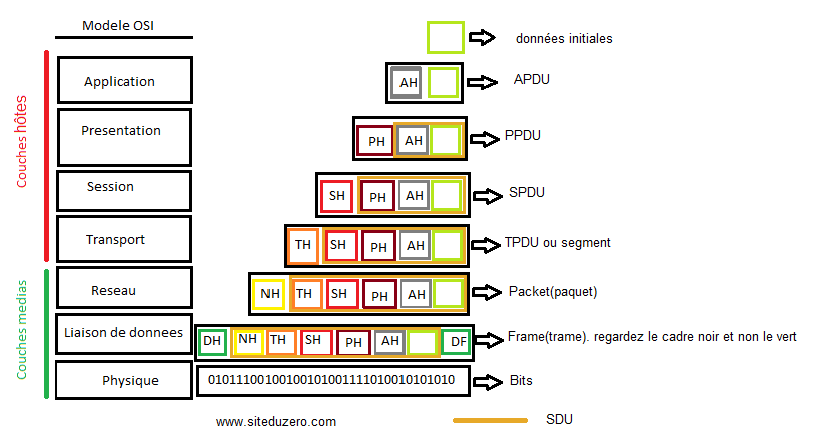 Modele OSI
données initiales
Couches hôtes
Application
AH
APDU
Presentation
PH AH
PPDU
Session
SH PH AH
SPDU
Transport
TH SH PH AH
TPDU ou segment
Couches medias
Reseau
NH TH SH PH AH
Packet(paquet)
Liaison de donnees
DH NH TH SH PH AH DF
Frame(trame). regardez le cadre noir et non le vert
Physique
010111001001001010011110100101010​10
Bits
www.siteduzero.com
SDU